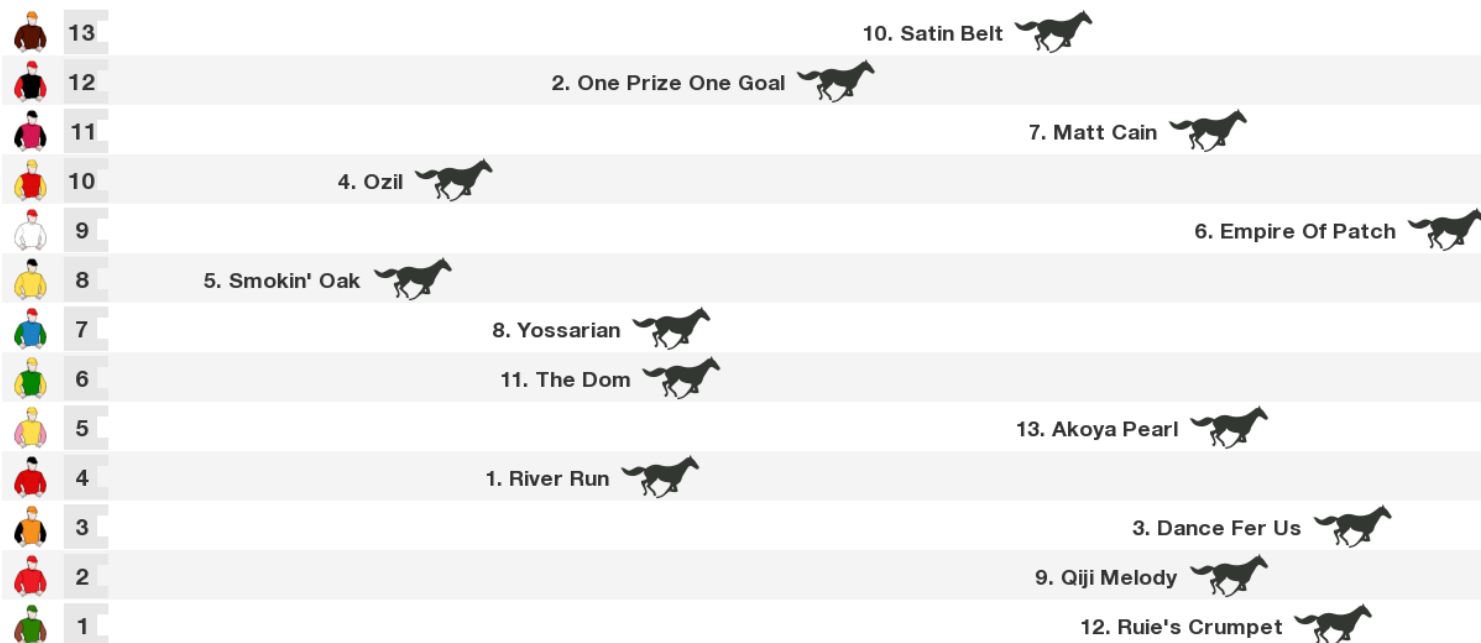 13 10. Satin Belt
12 2. One Prize One Goal
11 7. Matt Cain
10 4. Ozil
9 6. Empire Of Patch
8 5. Smokin' Oak
7 8. Yossarian
6 11. The Dom
5 13. Akoya Pearl
4 1. River Run
3 3. Dance Fer Us
2 9. Qiji Melody
1 12. Ruie's Crumpet